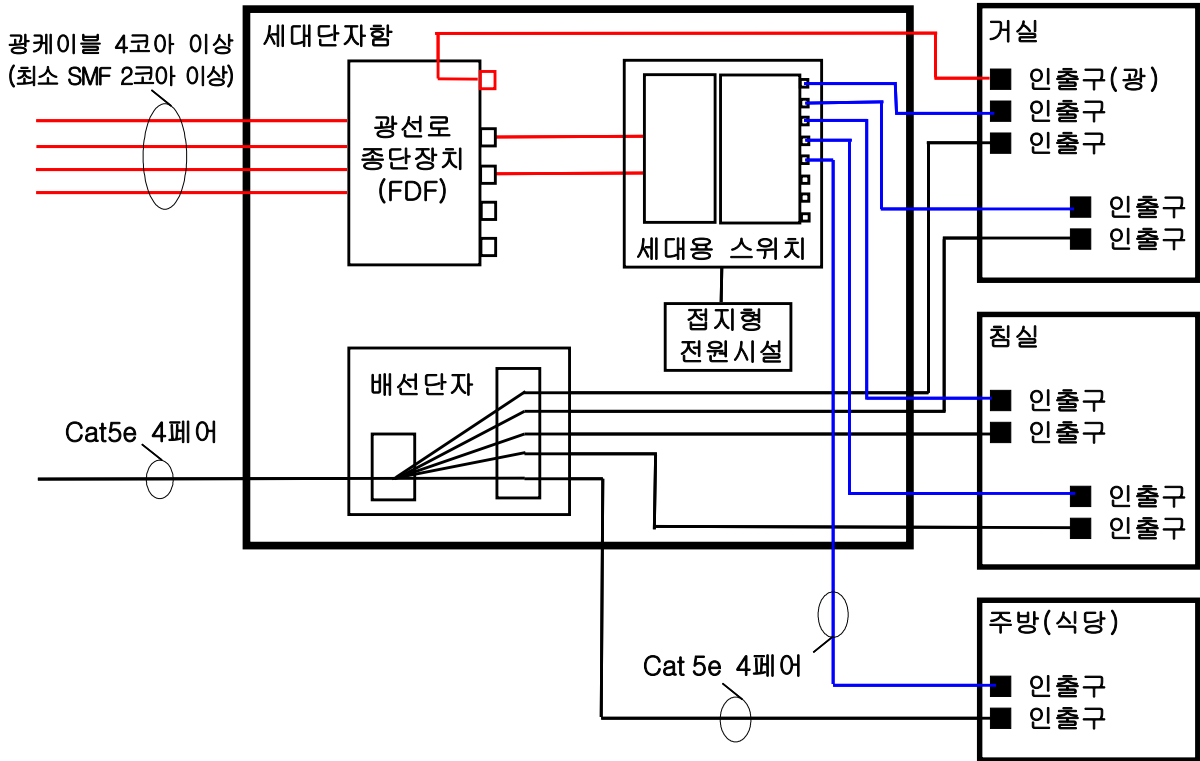 광케이블 4코아 이상
(최소 SMF 2코아 이상)
세대단자함
광선로
종단장치
(FDF)
세대용 스위치
접지형
전원시설
배선단자
Cat5e 4페어
Cat 5e 4페어
거실
인출구(광)
인출구
인출구
인출구
인출구
침실
인출구
인출구
인출구
인출구
주방(식당)
인출구
인출구